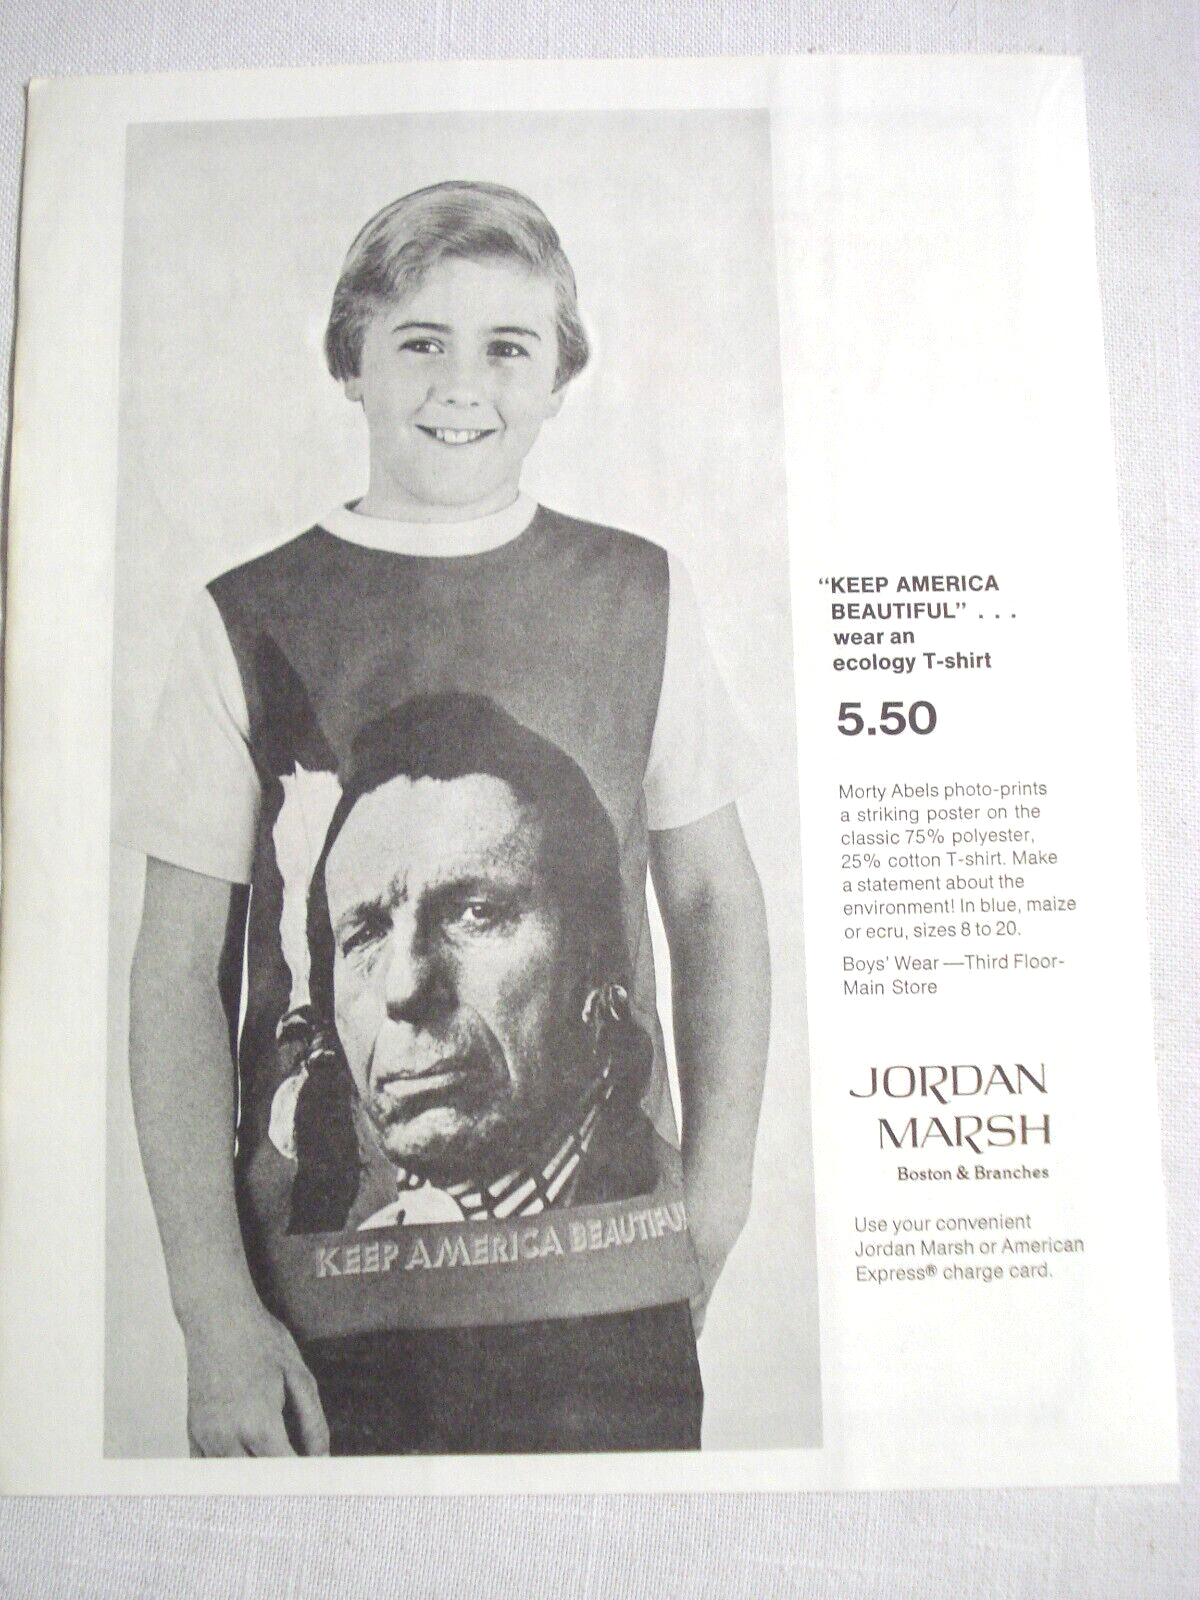 "KEEP AMERICA
BEAUTIFUL" . . .
wear an
ecology T-shirt
5.50
Morty Abels photo-prints
a striking poster on the
classic 75% polyester,
25% cotton T-shirt. Make
a statement about the
environment! In blue, maize
or ecru, sizes 8 to 20.
Boys' Wear—Third Floor-
Main Store
JORDAN
MARSH
Boston & Branches
Use your convenient
Jordan Marsh or American
Express® charge card.
KEEP AMERICA BEAUTIFUL